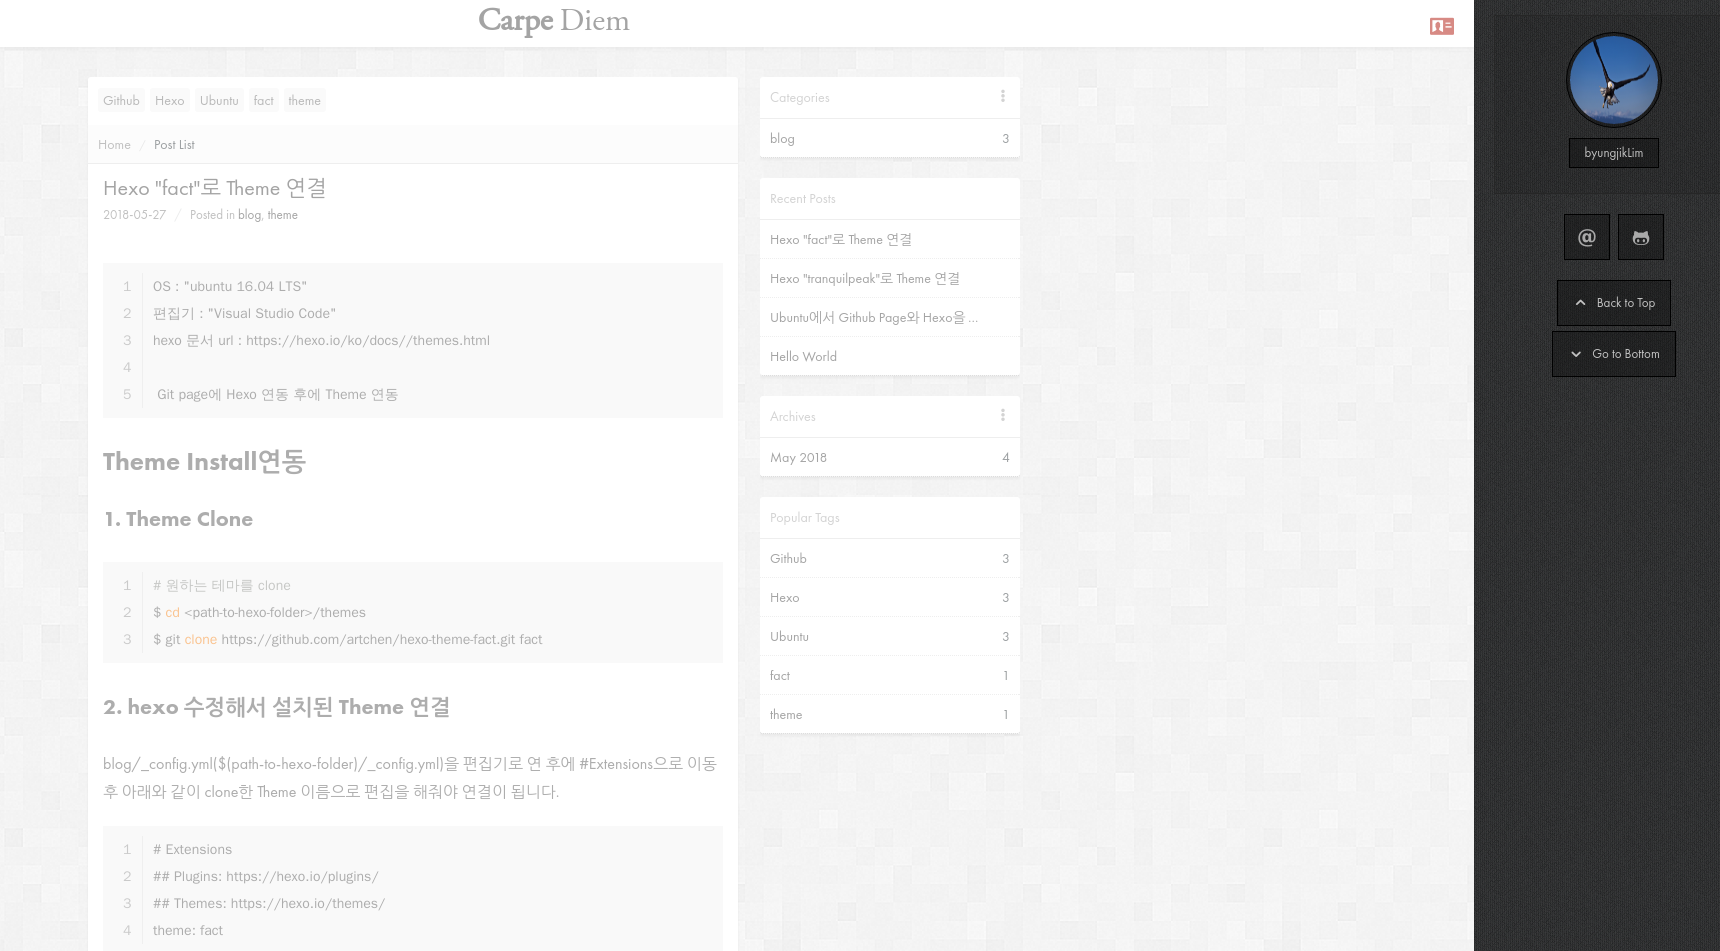 Carpe Diem
Github Hexo Ubuntu fact theme
Home / Post List
Hexo "fact"로 Theme 연결
2018-05-27 / Posted in blog, theme
1 OS : "ubuntu 16.04 LTS"
2 편집기 : "Visual Studio Code"
3 hexo 문서 url : https://hexo.io/ko/docs//themes.html
4
5 Git page에 Hexo 연동 후에 Theme 연동
Theme Install연동
1. Theme Clone
1 # 원하는 테마를 clone
2 $ cd <path-to-hexo-folder>/themes
3 $ git clone https://github.com/artchen/hexo-theme-fact.git fact
2. hexo 수정해서 설치된 Theme 연결
blog/_config.yml($(path-to-hexo-folder)/_config.yml)을 편집기로 연 후에 #Extensions으로 이동
후 아래와 같이 clone한 Theme 이름으로 편집을 해줘야 연결이 됩니다.
1 # Extensions
2 ## Plugins: https://hexo.io/plugins/
3 ## Themes: https://hexo.io/themes/
4 theme: fact
Categories
blog 3
Recent Posts
Hexo "fact"로 Theme 연결
Hexo "tranquilpeak"로 Theme 연결
Ubuntu에서 Github Page와 Hexo을 ...
Hello World
Archives
May 2018 4
Popular Tags
Github 3
Hexo 3
Ubuntu 3
fact 1
theme 1
byungjikLim
@
Back to Top
Go to Bottom